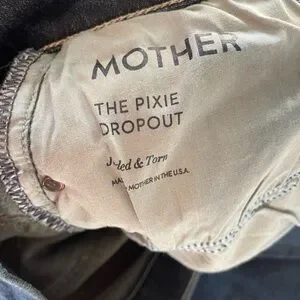 MOTHER
THE PIXIE
DROPOUT
& Torn
MOTHER IN THE U.S.A.